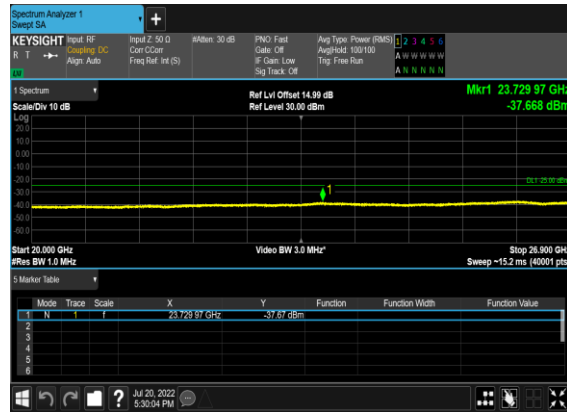 Spectrum Analyzer 1
Swept SA
+
KEYSIGHT Input: RF Input Z: 50 Ω #Atten: 30 dB PNO: Fast Avg Type: Power (RMS) 1 2 3 4 5 6
R T Coupling: DC Corr CCorr Gate: Off Avg|Hold: 100/100 A W W W W W
Align: Auto Freq Ref: Int (S) IF Gain: Low Trig: Free Run A N N N N N
Sig Track: Off
1 Spectrum Ref Lvl Offset 14.99 dB Mkr1 23.729 97 GHz
Scale/Div 10 dB Ref Level 30.00 dBm -37.668 dBm
Log
20.0
10.0
0.00
-10.0
-20.0
DL1 -25.00 dBm
-30.0
1
-40.0
-50.0
-60.0
Start 20.000 GHz Video BW 3.0 MHz* Stop 26.900 GHz
#Res BW 1.0 MHz Sweep ~15.2 ms (40001 pts)
5 Marker Table
Mode Trace Scale X Y Function Function Width Function Value
1 N 1 f 23.729 97 GHz -37.67 dBm
2
3
4
5
6
? Jul 20, 2022
5:30:04 PM